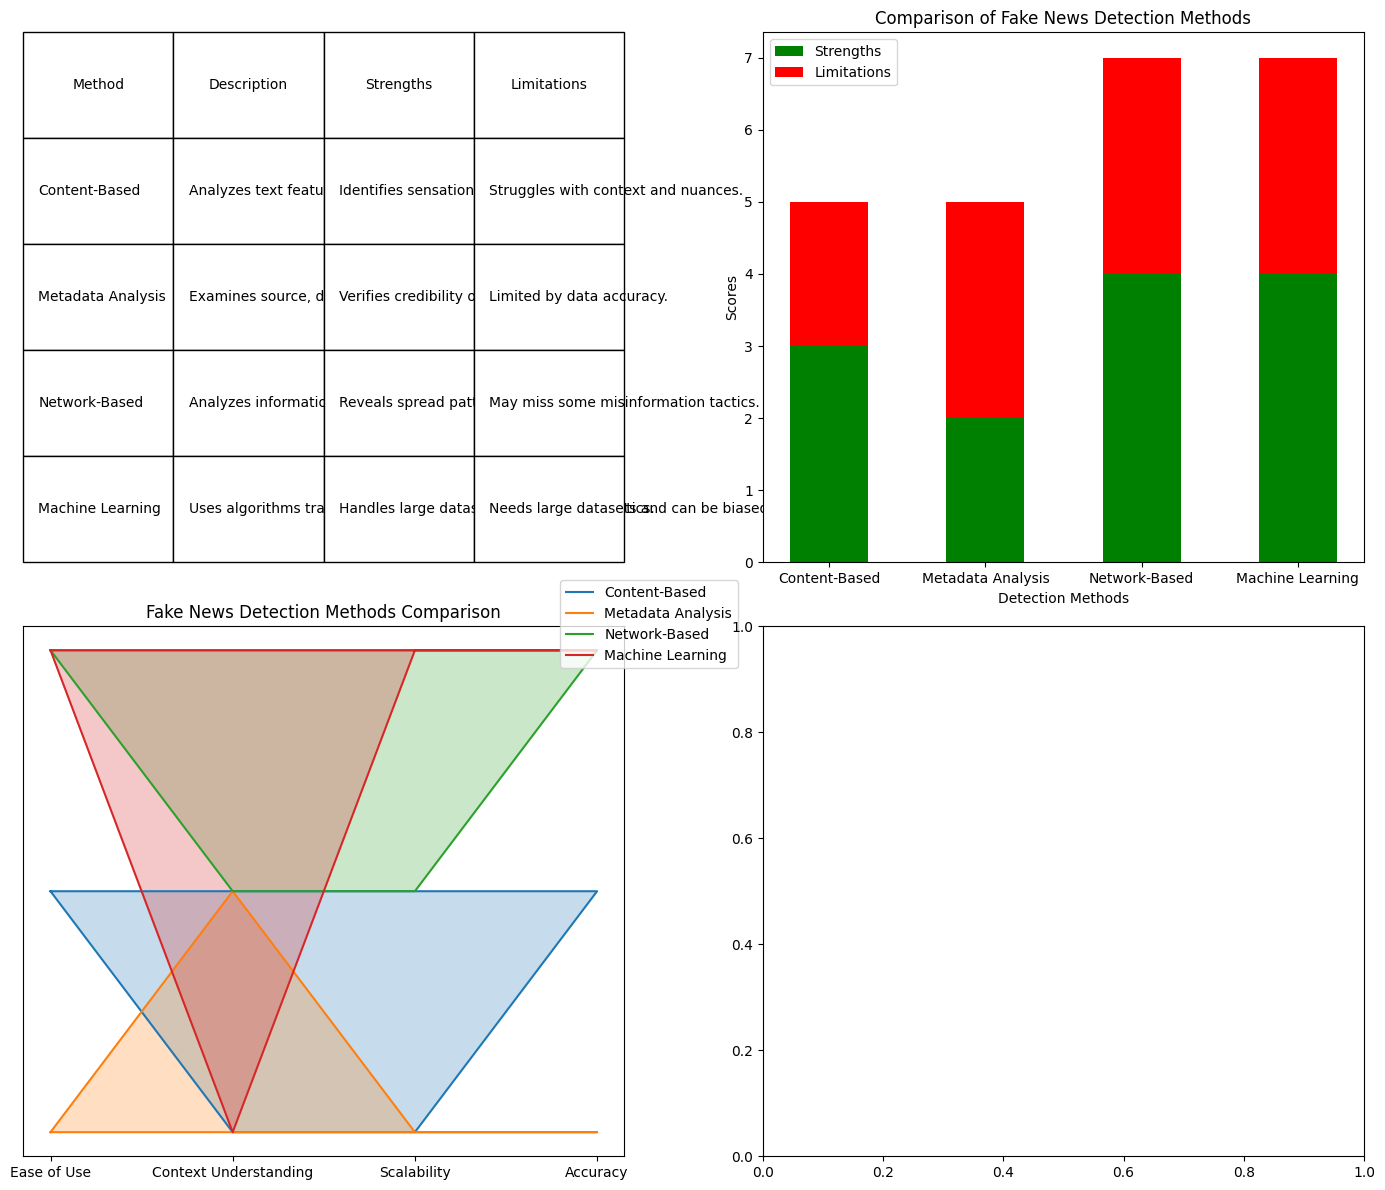 Method Description Strengths Limitations
Content-Based Analyzes text featu Identifies sensation Struggles with context and nuances.
Metadata Analysis Examines source, d Verifies credibility o Limited by data accuracy.
Network-Based Analyzes informatio Reveals spread patt May miss some misinformation tactics.
Machine Learning Uses algorithms tra Handles large datas Needs large datasets and can be biased
Comparison of Fake News Detection Methods
Strengths
Limitations
7
6
5
4
3
2
1
0
Scores
Content-Based Metadata Analysis Network-Based Machine Learning
Detection Methods
Fake News Detection Methods Comparison
Content-Based
Metadata Analysis
Network-Based
Machine Learning
Ease of Use Context Understanding Scalability Accuracy
1.0
0.8
0.6
0.4
0.2
0.0
0.0 0.2 0.4 0.6 0.8 1.0